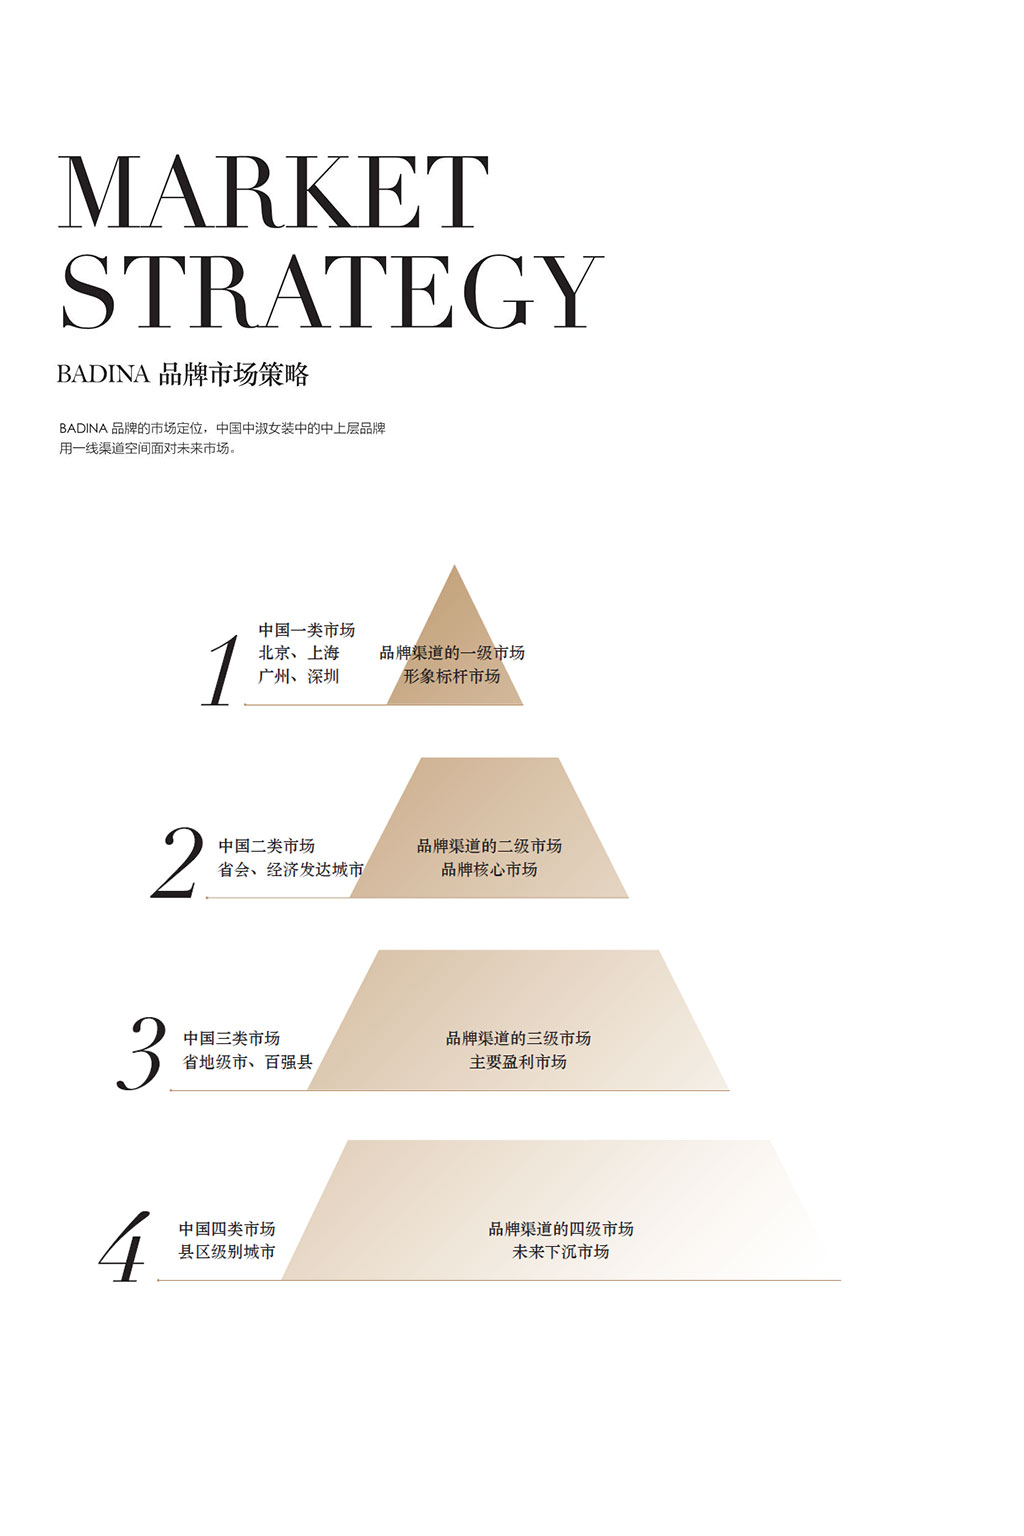 MARKET
STRATEGY
BADINA 品牌市场策略
BADINA 品牌的市场定位，中国中淑女装中的中上层品牌
用一线渠道空间面对未来市场。
1
中国一类市场
北京、上海
广州、深圳
品牌渠道的一级市场
形象标杆市场
2
中国二类市场
省会、经济发达城市
品牌渠道的二级市场
品牌核心市场
3
中国三类市场
省地级市、百强县
品牌渠道的三级市场
主要盈利市场
4
中国四类市场
县区级别城市
品牌渠道的四级市场
未来下沉市场